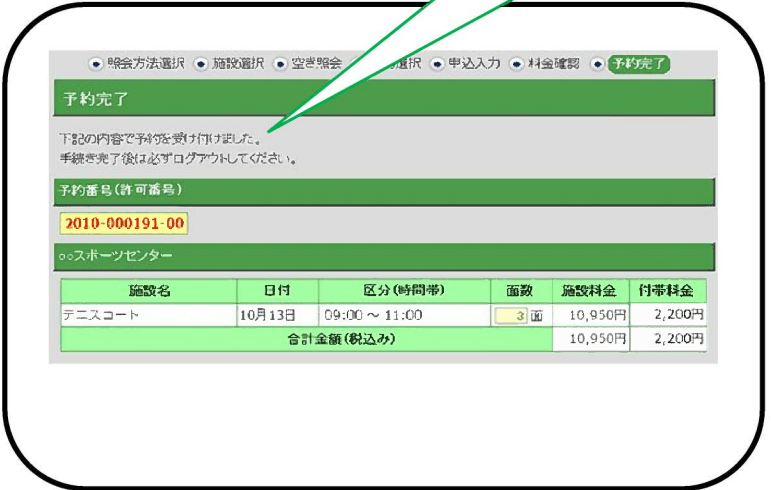 照会方法選択 施設選択 空き照会 選択 申込入力 料金確認 予約完了
予約完了
下記の内容で予約を受け付けました。
手続き完了後は必ずログアウトしてください。
予約番号(許可番号)
2010-000191-00
○○スポーツセンター
施設名 日付 区分(時間帯) 面数 施設料金 付帯料金
テニスコート 10月13日 09:00 ~ 11:00 3 面 10,950円 2,200円
合計金額(税込み) 10,950円 2,200円